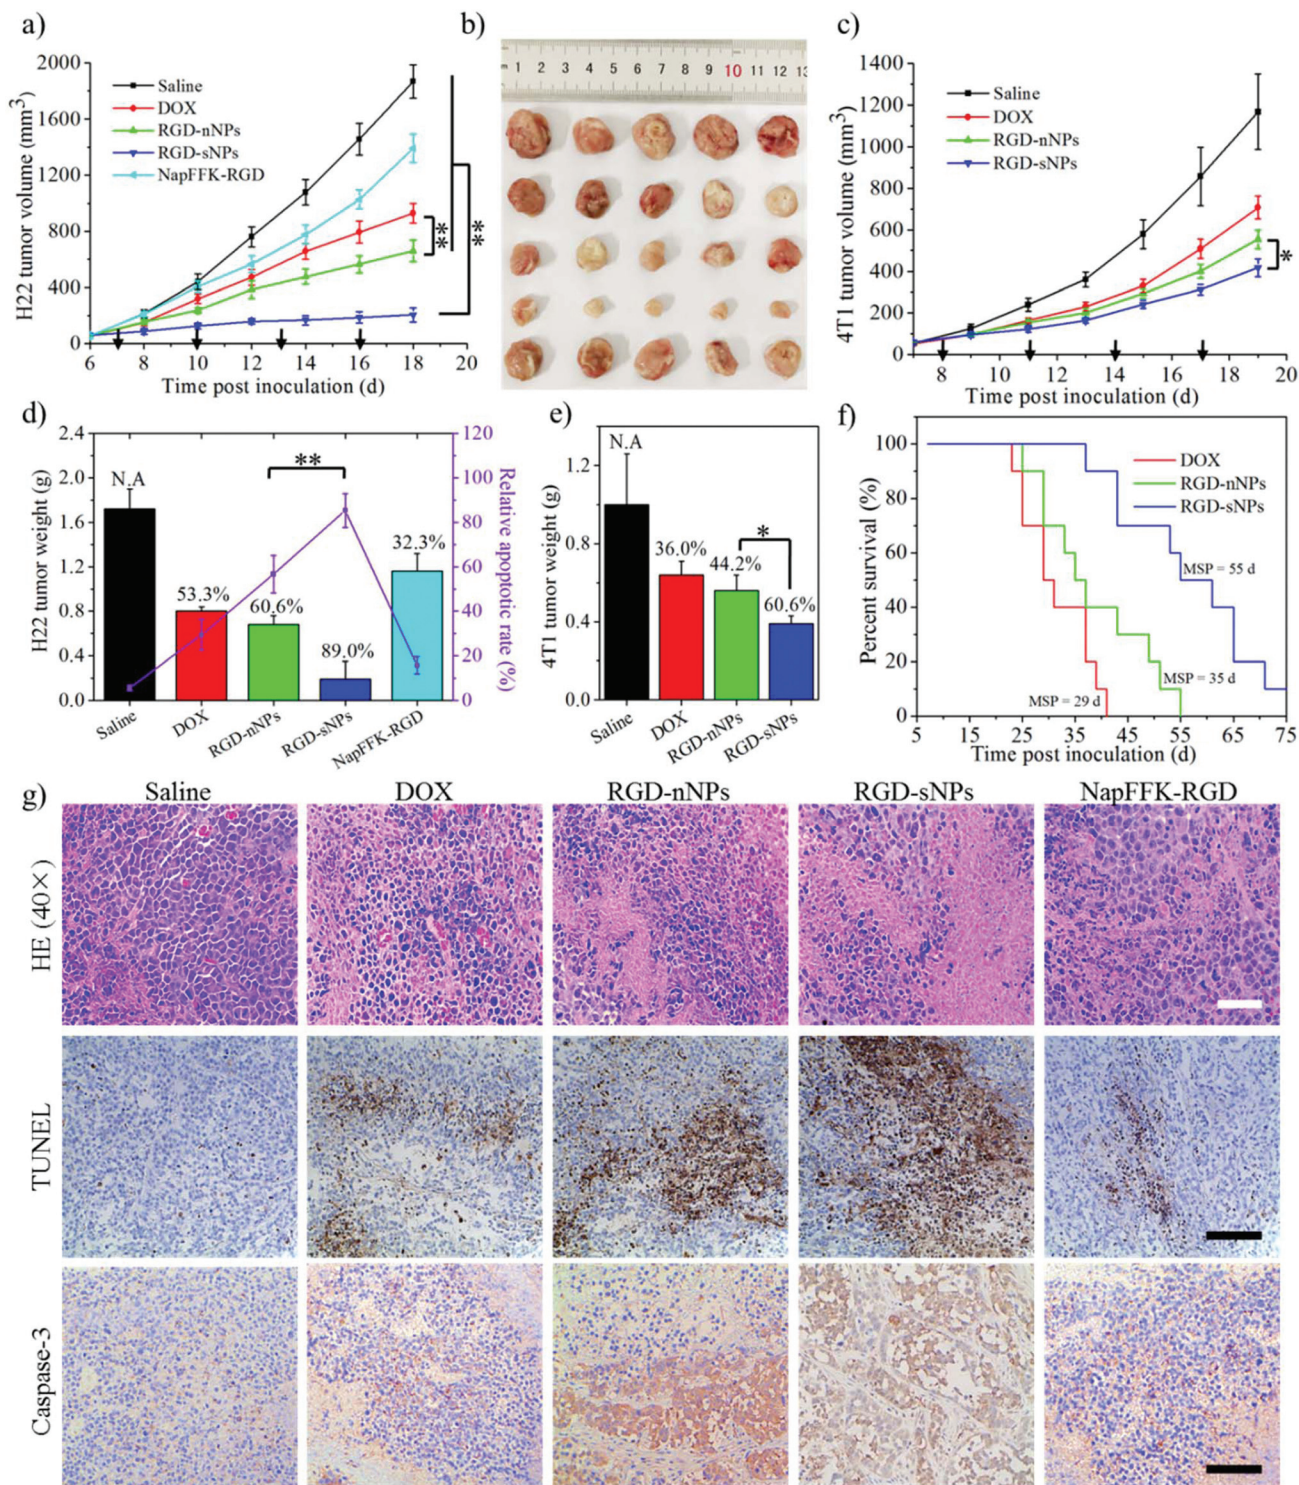 a)
H22 tumor volume (mm³)
2000
1600
1200
800
400
0
Saline
DOX
RGD-nNPs
RGD-sNPs
NapFFK-RGD
**
**
6 8 10 12 14 16 18 20
Time post inoculation (d)
b)
1 2 3 4 5 6 7 8 9 10 11 12 13
c)
4T1 tumor volume (mm³)
1400
1200
1000
800
600
400
200
0
Saline
DOX
RGD-nNPs
RGD-sNPs
*
8 10 12 14 16 18 20
Time post inoculation (d)
d)
H22 tumor weight (g)
2.4
2.0
1.6
1.2
0.8
0.4
0.0
N.A
53.3%
60.6%
89.0%
32.3%
**
Saline
DOX
RGD-nNPs
RGD-sNPs
NapFFK-RGD
120
100
80
60
40
20
0
Relative apoptotic rate (%)
e)
4T1 tumor weight (g)
1.2
0.8
0.4
0.0
N.A
36.0%
44.2%
60.6%
*
Saline
DOX
RGD-nNPs
RGD-sNPs
f)
Percent survival (%)
100
80
60
40
20
0
DOX
RGD-nNPs
RGD-sNPs
MSP = 55 d
MSP = 35 d
MSP = 29 d
5 15 25 35 45 55 65 75
Time post inoculation (d)
g)
Saline DOX RGD-nNPs RGD-sNPs NapFFK-RGD
HE (40×)
TUNEL
Caspase-3